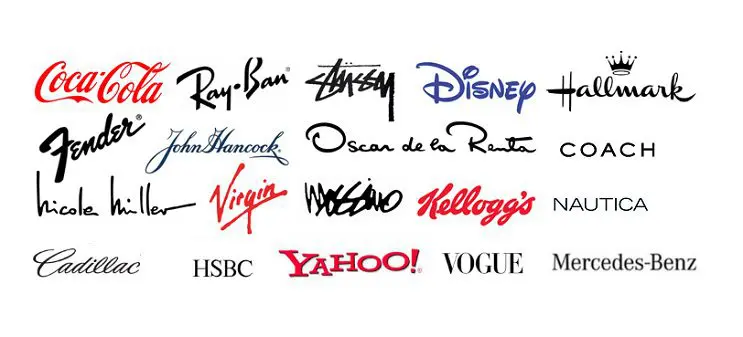 Coca-Cola Ray-Ban® Stüssy Disney Hallmark
Fender® John Hancock® Oscar de la Renta COACH
nicole miller Virgin Mossimo Kellogg's NAUTICA
Cadillac HSBC YAHOO!® VOGUE Mercedes-Benz